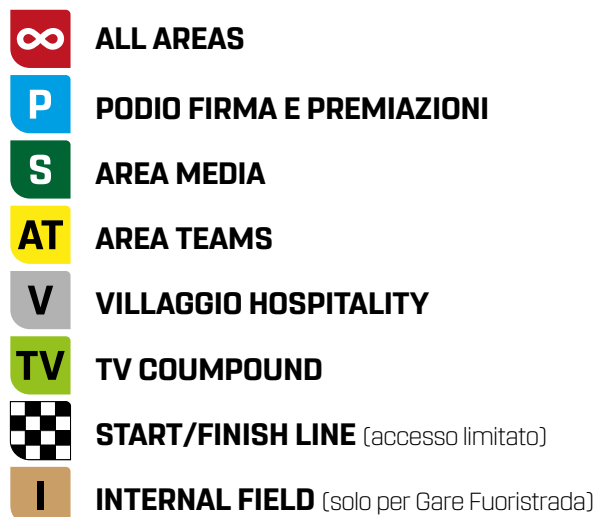 ∞ ALL AREAS
P PODIO FIRMA E PREMIAZIONI
S AREA MEDIA
AT AREA TEAMS
V VILLAGGIO HOSPITALITY
TV TV COUMPOUND
START/FINISH LINE (accesso limitato)
I INTERNAL FIELD (solo per Gare Fuoristrada)